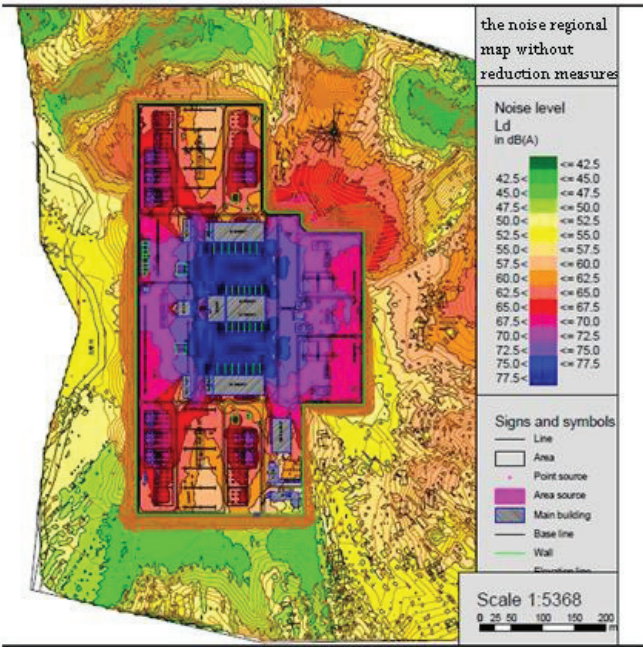 the noise regional
map without
reduction measures
Noise level
Ld
in dB(A)
<= 42.5
42.5< <= 45.0
45.0< <= 47.5
47.5< <= 50.0
50.0< <= 52.5
52.5< <= 55.0
55.0< <= 57.5
57.5< <= 60.0
60.0< <= 62.5
62.5< <= 65.0
65.0< <= 67.5
67.5< <= 70.0
70.0< <= 72.5
72.5< <= 75.0
75.0< <= 77.5
77.5<
Signs and symbols
Line
Area
Point source
Area source
Main building
Base line
Wall
Elevation line
Scale 1:5368
0 25 50 100 150 200
m